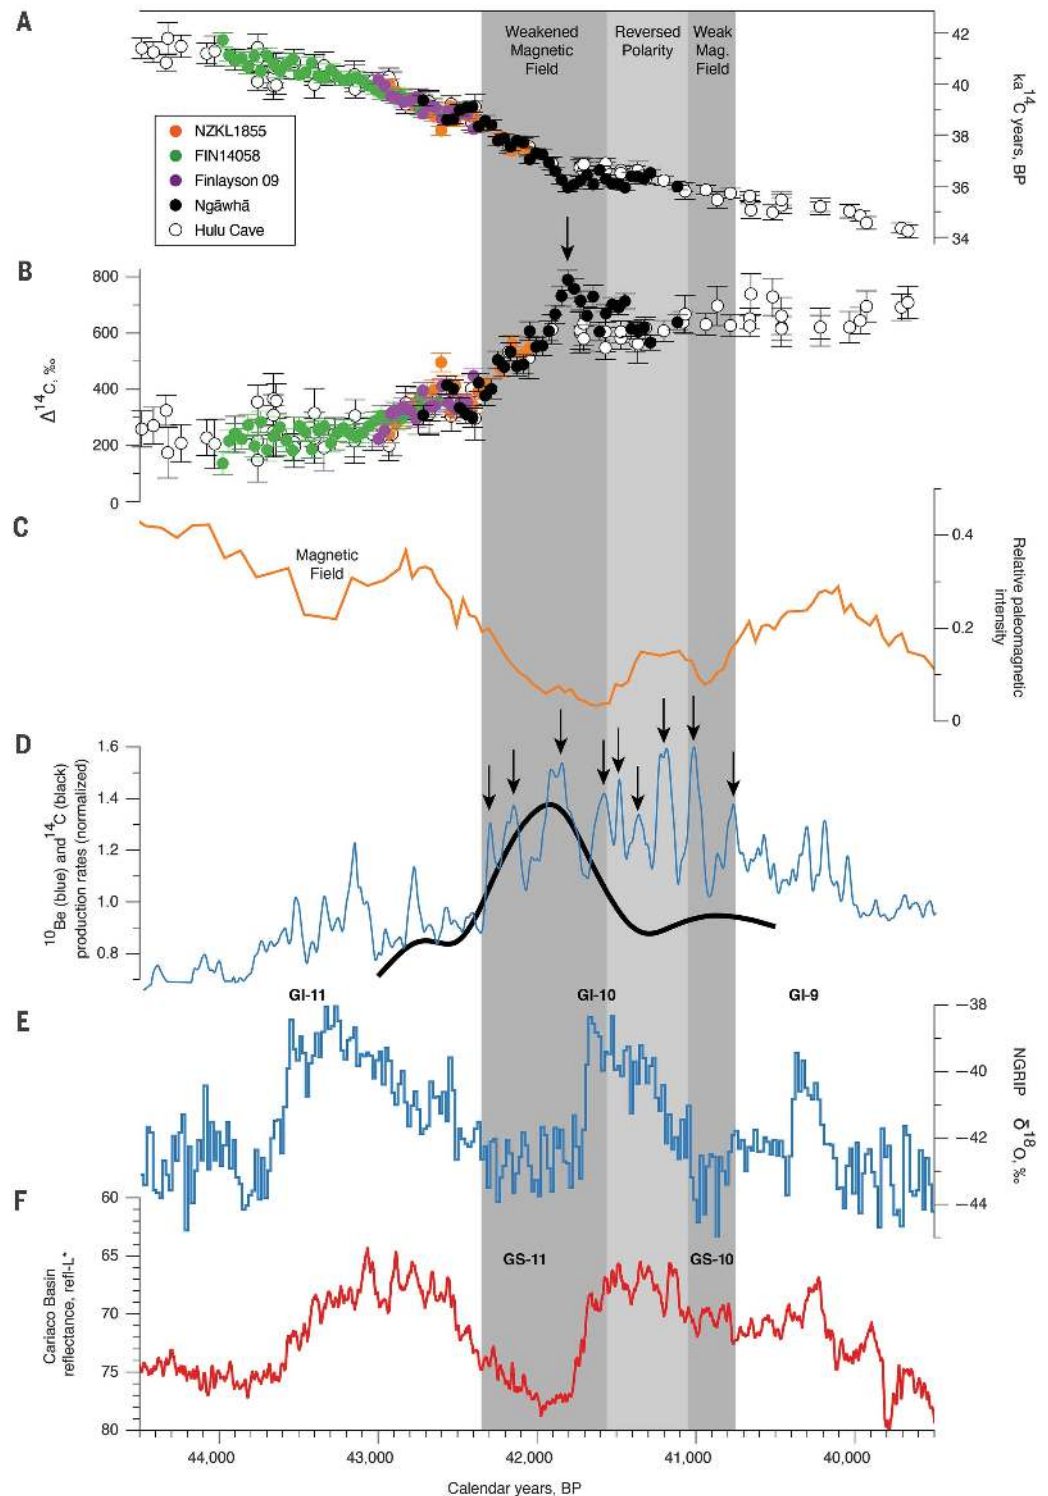 A
Weakened
Magnetic
Field
Reversed
Polarity
Weak
Mag.
Field
42
40
38
36
34
ka ¹⁴C years, BP
NZKL1855
FIN14058
Finlayson 09
Ngāwhā
Hulu Cave
B
800
600
400
200
0
Δ¹⁴C, ‰
C
Magnetic
Field
0.4
0.2
0
Relative paleomagnetic
intensity
D
1.6
1.4
1.2
1.0
0.8
¹⁰Be (blue) and ¹⁴C (black)
production rates (normalized)
GI-11
GI-10
GI-9
E
−38
−40
−42
−44
NGRIP δ¹⁸O, ‰
F
60
65
70
75
80
Cariaco Basin
reflectance, refl-L*
GS-11
GS-10
44,000
43,000
42,000
41,000
40,000
Calendar years, BP